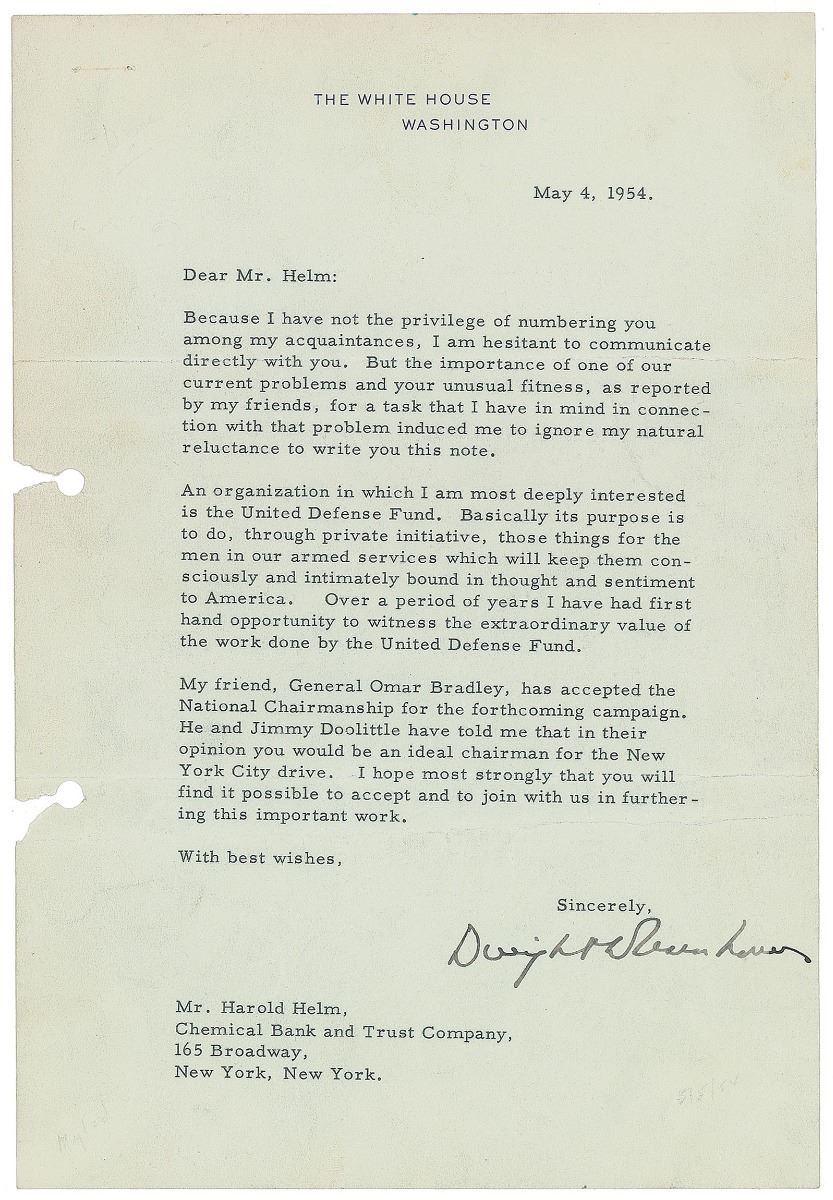 THE WHITE HOUSE
WASHINGTON
May 4, 1954.
Dear Mr. Helm:
Because I have not the privilege of numbering you
among my acquaintances, I am hesitant to communicate
directly with you. But the importance of one of our
current problems and your unusual fitness, as reported
by my friends, for a task that I have in mind in connec-
tion with that problem induced me to ignore my natural
reluctance to write you this note.
An organization in which I am most deeply interested
is the United Defense Fund. Basically its purpose is
to do, through private initiative, those things for the
men in our armed services which will keep them con-
sciously and intimately bound in thought and sentiment
to America. Over a period of years I have had first
hand opportunity to witness the extraordinary value of
the work done by the United Defense Fund.
My friend, General Omar Bradley, has accepted the
National Chairmanship for the forthcoming campaign.
He and Jimmy Doolittle have told me that in their
opinion you would be an ideal chairman for the New
York City drive. I hope most strongly that you will
find it possible to accept and to join with us in further-
ing this important work.
With best wishes,
Sincerely,
Dwight D Eisenhower
Mr. Harold Helm,
Chemical Bank and Trust Company,
165 Broadway,
New York, New York.